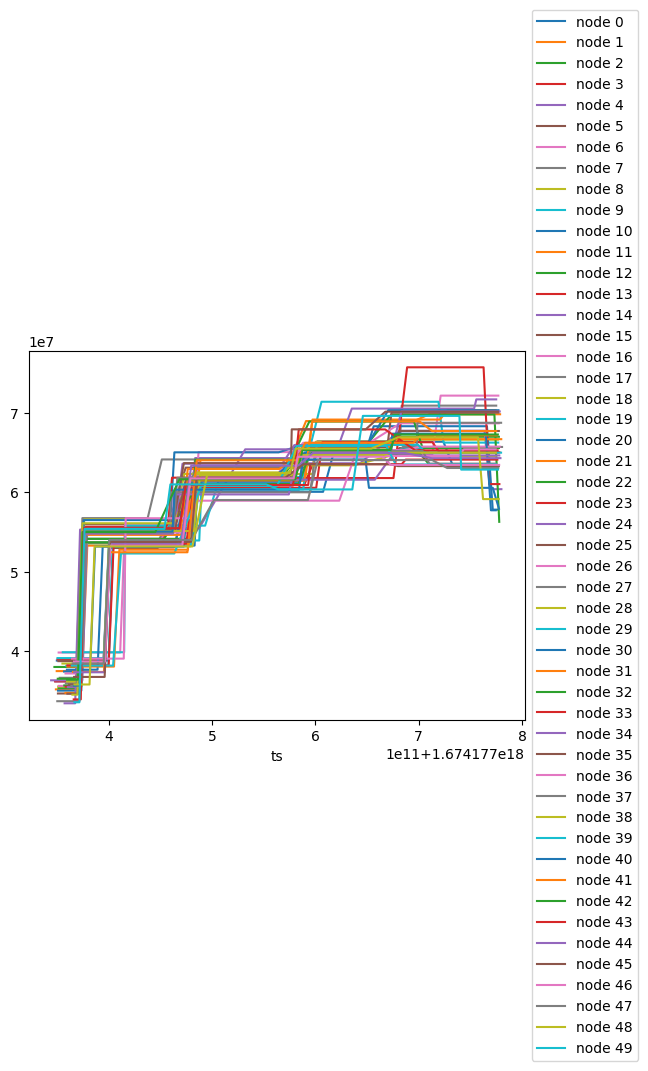 1e7
7
6
5
4
4 5 6 7 8
1e11+1.674177e18
ts
node 0
node 1
node 2
node 3
node 4
node 5
node 6
node 7
node 8
node 9
node 10
node 11
node 12
node 13
node 14
node 15
node 16
node 17
node 18
node 19
node 20
node 21
node 22
node 23
node 24
node 25
node 26
node 27
node 28
node 29
node 30
node 31
node 32
node 33
node 34
node 35
node 36
node 37
node 38
node 39
node 40
node 41
node 42
node 43
node 44
node 45
node 46
node 47
node 48
node 49